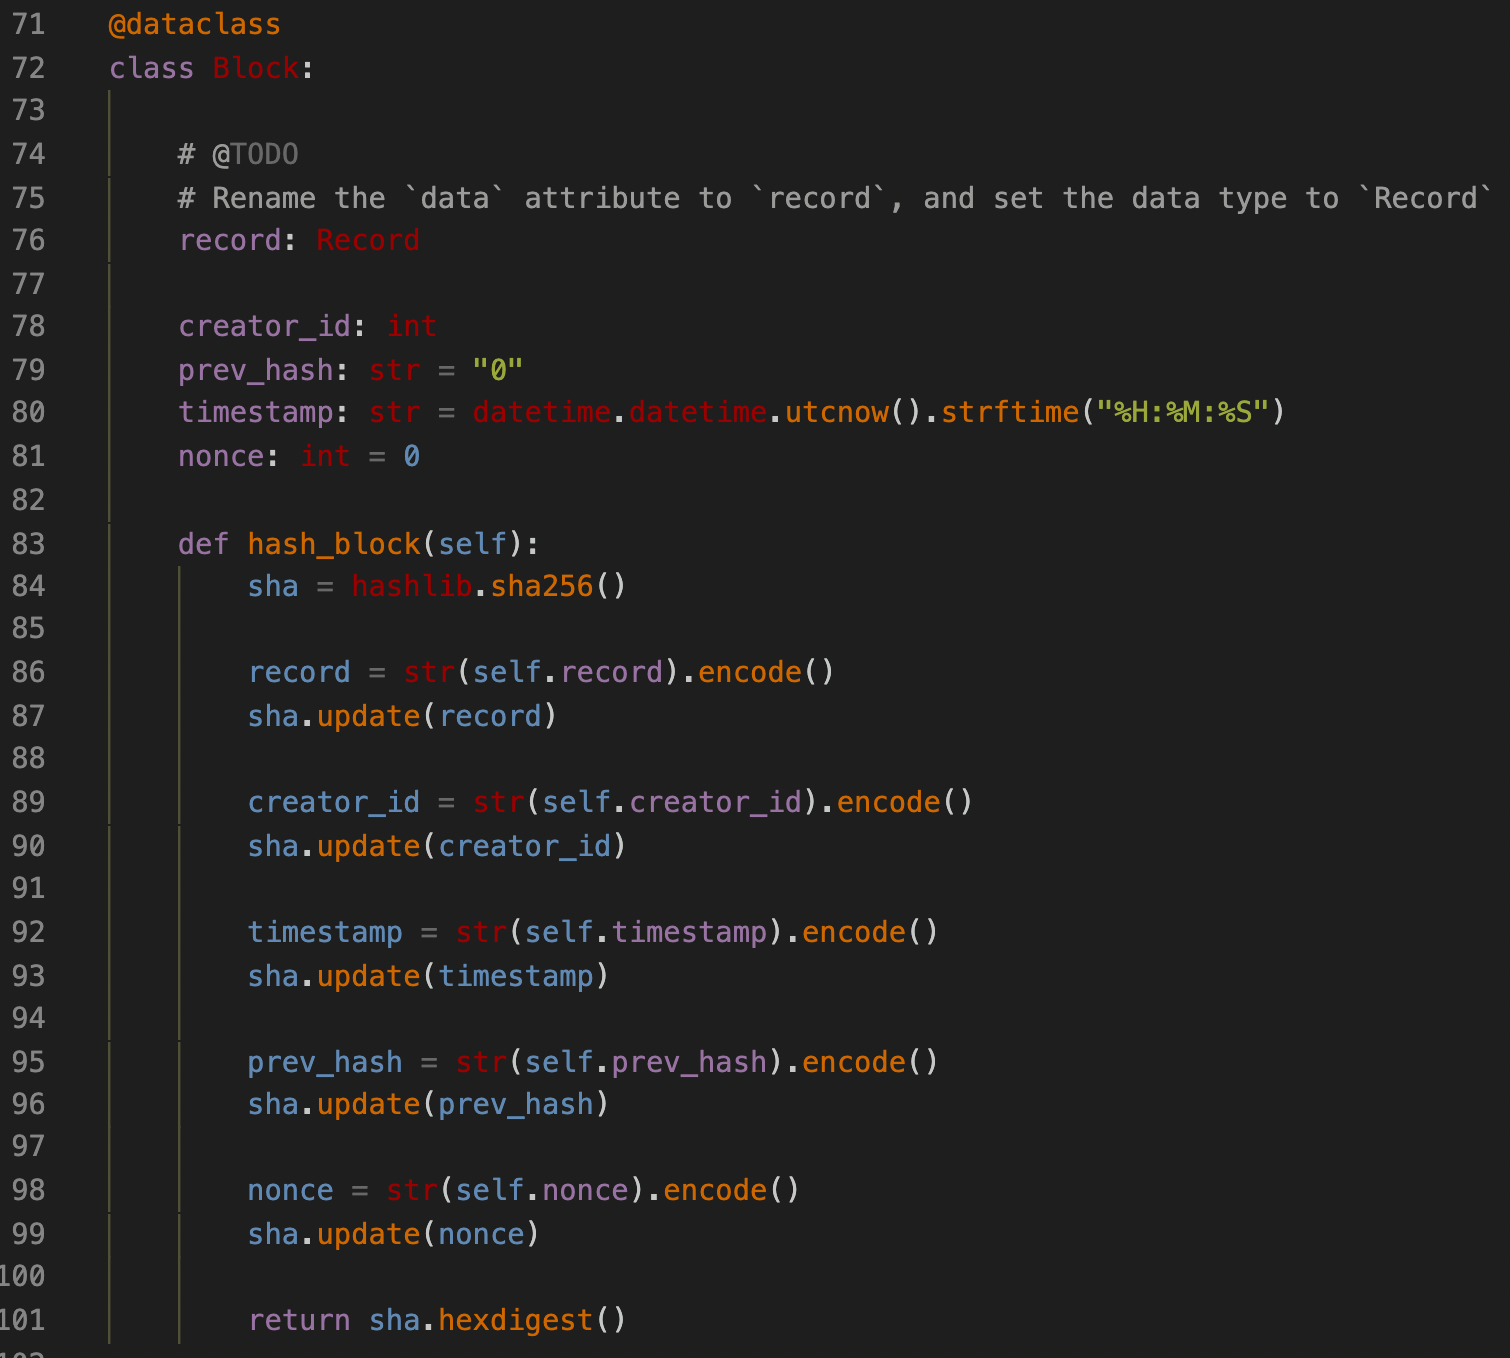 71 @dataclass
72 class Block:
73
74     # @TODO
75     # Rename the `data` attribute to `record`, and set the data type to `Record`
76     record: Record
77
78     creator_id: int
79     prev_hash: str = "0"
80     timestamp: str = datetime.datetime.utcnow().strftime("%H:%M:%S")
81     nonce: int = 0
82
83     def hash_block(self):
84         sha = hashlib.sha256()
85
86         record = str(self.record).encode()
87         sha.update(record)
88
89         creator_id = str(self.creator_id).encode()
90         sha.update(creator_id)
91
92         timestamp = str(self.timestamp).encode()
93         sha.update(timestamp)
94
95         prev_hash = str(self.prev_hash).encode()
96         sha.update(prev_hash)
97
98         nonce = str(self.nonce).encode()
99         sha.update(nonce)
100
101         return sha.hexdigest()